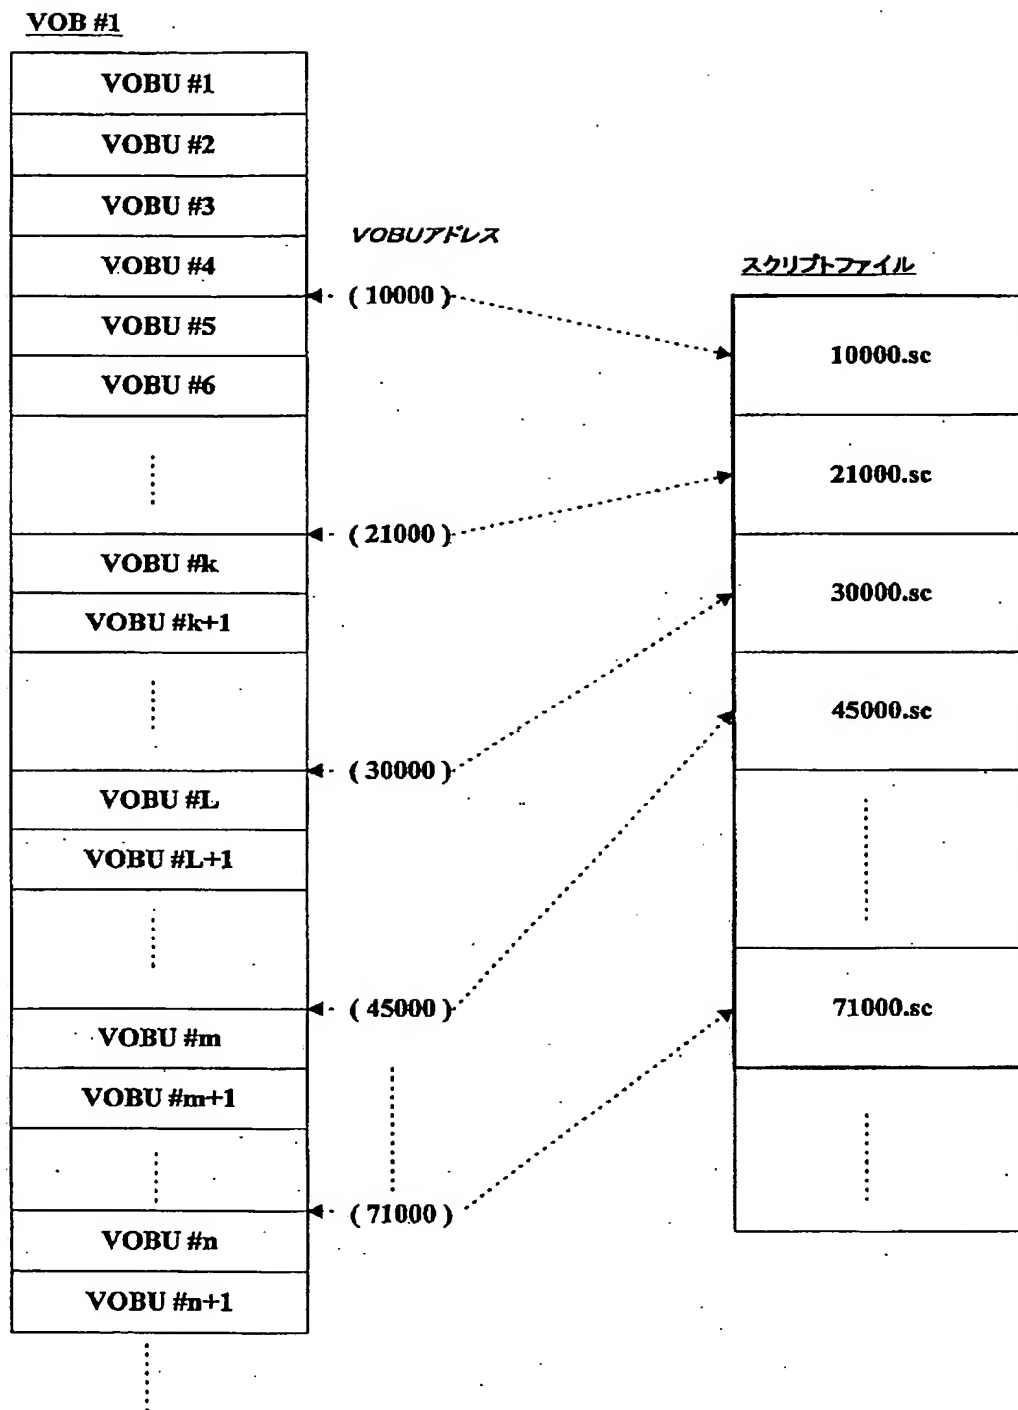 VOB #1
VOBU #1
VOBU #2
VOBU #3
VOBU #4
VOBU #5
VOBU #6
VOBU #k
VOBU #k+1
VOBU #L
VOBU #L+1
VOBU #m
VOBU #m+1
VOBU #n
VOBU #n+1
VOBUアドレス
( 10000 )
( 21000 )
( 30000 )
( 45000 )
( 71000 )
スクリプトファイル
10000.sc
21000.sc
30000.sc
45000.sc
71000.sc